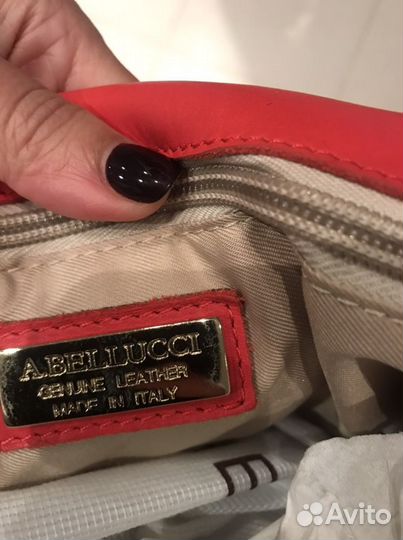 A.BELLUCCI
GENUINE LEATHER
MADE IN ITALY
E
Avito